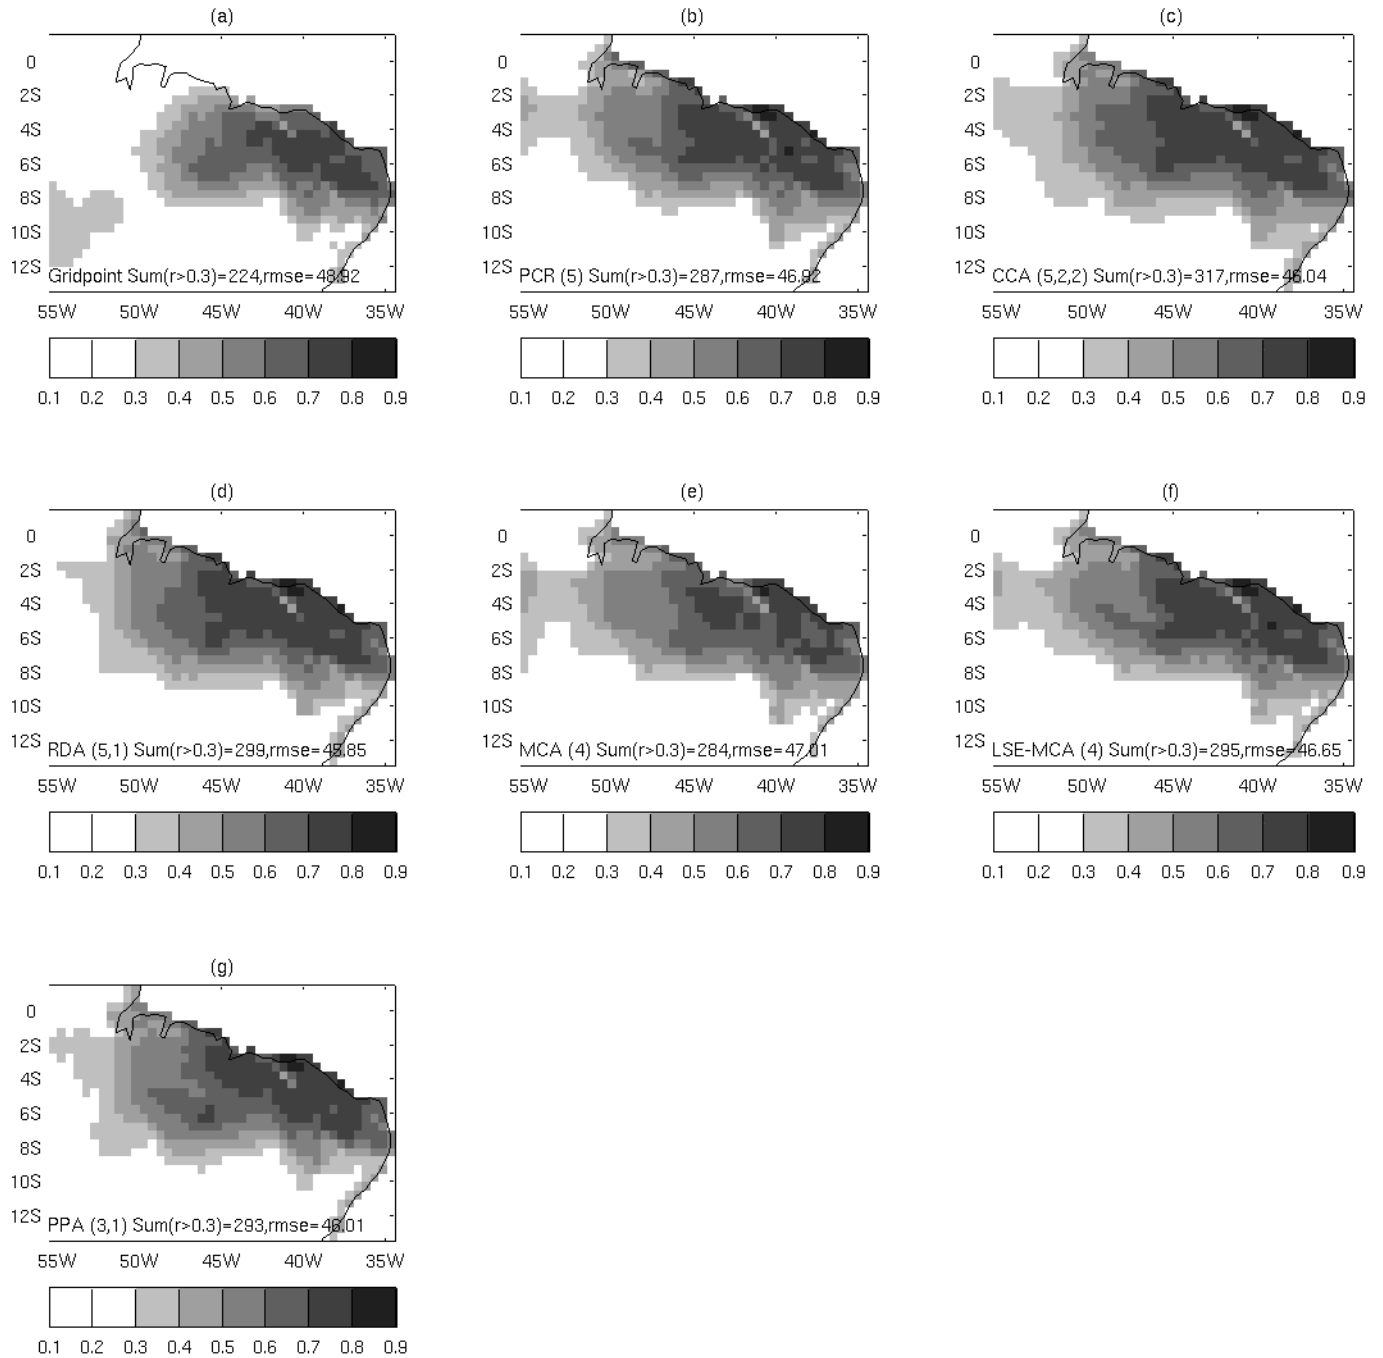 (a)
(b)
(c)
0
2S
4S
6S
8S
10S
12S
Gridpoint Sum(r>0.3)=224,rmse=48.92
55W 50W 45W 40W 35W
0.1 0.2 0.3 0.4 0.5 0.6 0.7 0.8 0.9
0
2S
4S
6S
8S
10S
12S
PCR (5) Sum(r>0.3)=287,rmse=46.92
55W 50W 45W 40W 35W
0.1 0.2 0.3 0.4 0.5 0.6 0.7 0.8 0.9
0
2S
4S
6S
8S
10S
12S
CCA (5,2,2) Sum(r>0.3)=317,rmse=46.04
55W 50W 45W 40W 35W
0.1 0.2 0.3 0.4 0.5 0.6 0.7 0.8 0.9
(d)
(e)
(f)
0
2S
4S
6S
8S
10S
12S
RDA (5,1) Sum(r>0.3)=299,rmse=45.85
55W 50W 45W 40W 35W
0.1 0.2 0.3 0.4 0.5 0.6 0.7 0.8 0.9
0
2S
4S
6S
8S
10S
12S
MCA (4) Sum(r>0.3)=284,rmse=47.01
55W 50W 45W 40W 35W
0.1 0.2 0.3 0.4 0.5 0.6 0.7 0.8 0.9
0
2S
4S
6S
8S
10S
12S
LSE-MCA (4) Sum(r>0.3)=295,rmse=46.65
55W 50W 45W 40W 35W
0.1 0.2 0.3 0.4 0.5 0.6 0.7 0.8 0.9
(g)
0
2S
4S
6S
8S
10S
12S
PPA (3,1) Sum(r>0.3)=293,rmse=46.01
55W 50W 45W 40W 35W
0.1 0.2 0.3 0.4 0.5 0.6 0.7 0.8 0.9